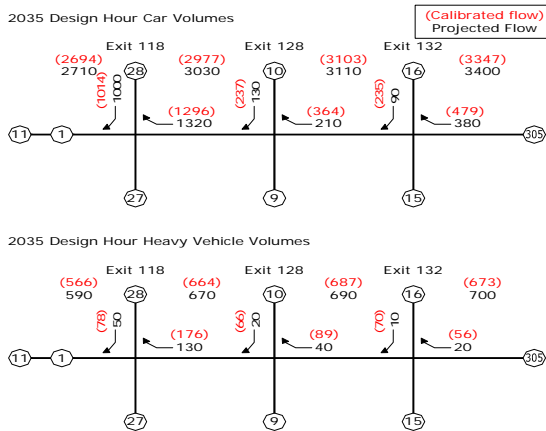 2035 Design Hour Car Volumes
(Calibrated flow)
Projected Flow
Exit 118 Exit 128 Exit 132
(2694) (2977) (3103) (3347)
2710 28 3030 10 3110 16 3400
(1014) 1000 (237) 130 (235) 90
(1296) (364) (479)
1320 210 380
11 1 305
27 9 15
2035 Design Hour Heavy Vehicle Volumes
Exit 118 Exit 128 Exit 132
(566) (664) (687) (673)
590 28 670 10 690 16 700
(78) 50 (66) 20 (70) 10
(176) (89) (56)
130 40 20
11 1 305
27 9 15